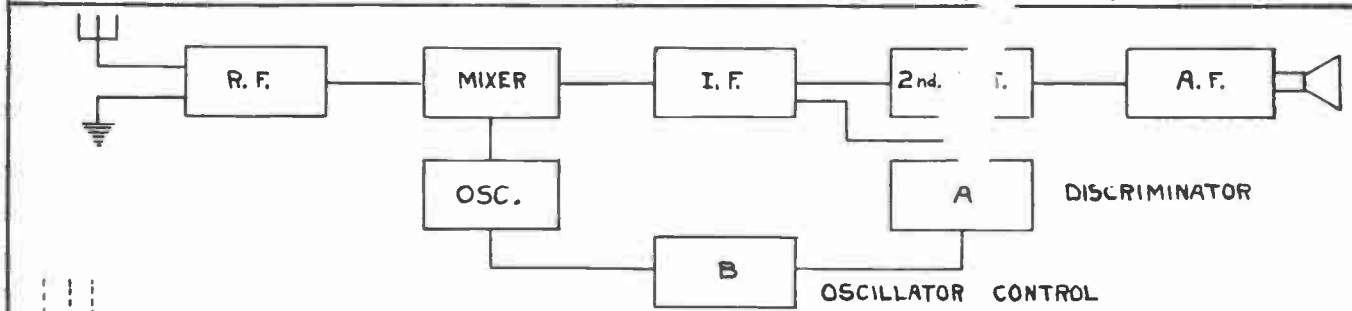 R.F.
MIXER
I.F.
2nd.
A.F.
OSC.
A
DISCRIMINATOR
B
OSCILLATOR CONTROL